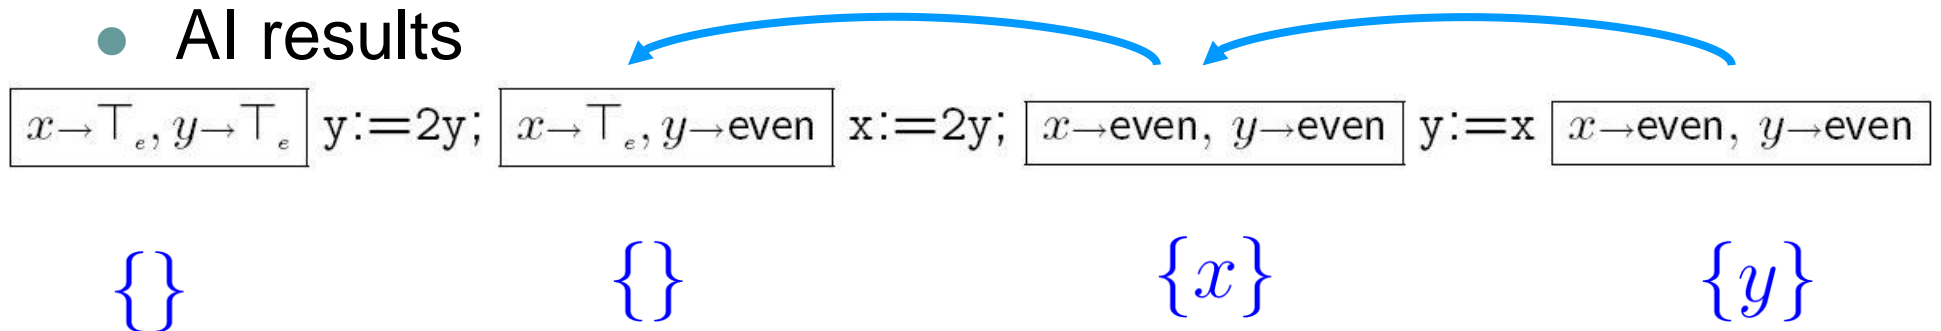 ● AI results
x→⊤ₑ, y→⊤ₑ y:=2y; x→⊤ₑ, y→even x:=2y; x→even, y→even y:=x x→even, y→even
{} {} {x} {y}